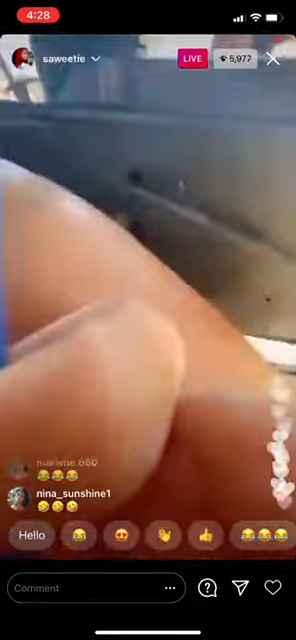 4:28
saweetie
LIVE
5,977
marlene.660
😂😂😂
nina_sunshine1
🤣🤣🤣
Hello 😂 😍 👋 👍 😂😂😂
Comment